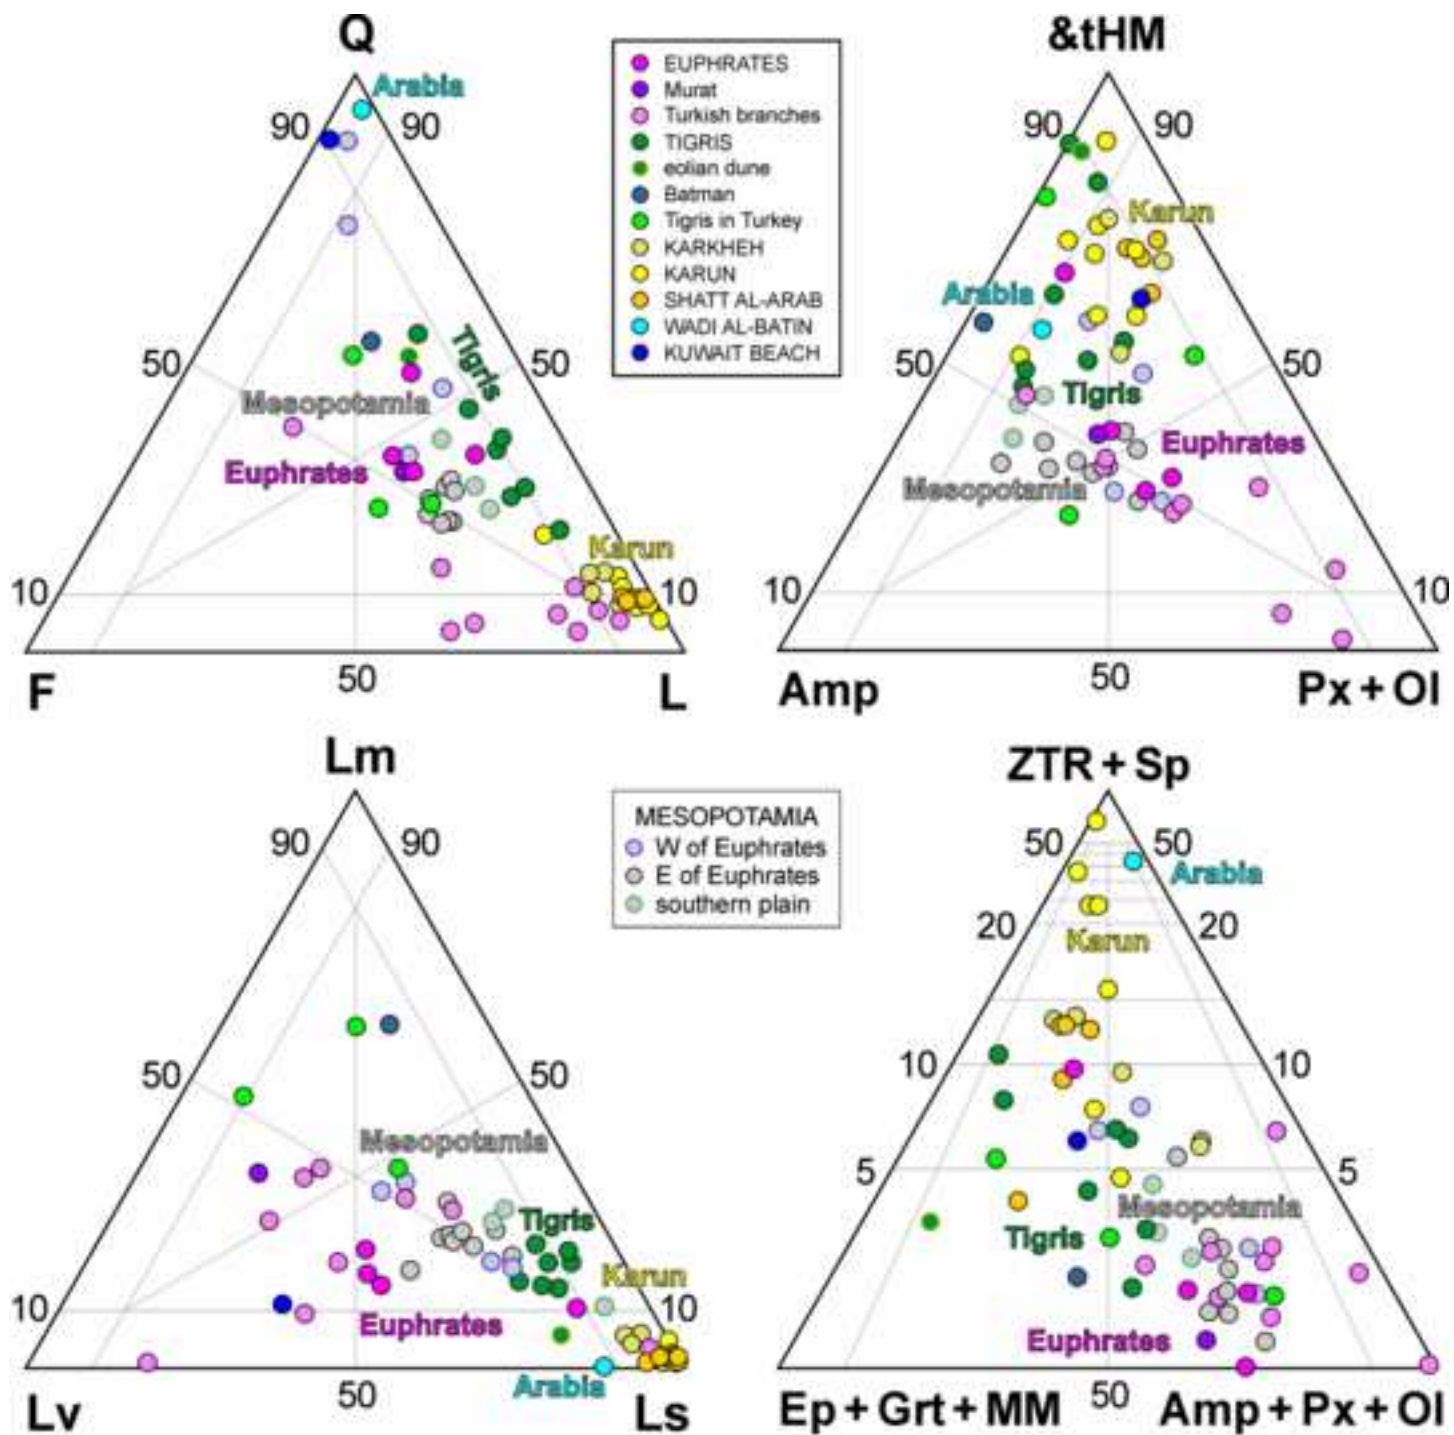 Q
Arabia
90
90
50
50
Tigris
Mesopotamia
Euphrates
Karun
10
10
F
50
L
EUPHRATES
Murat
Turkish branches
TIGRIS
eolian dune
Batman
Tigris in Turkey
KARKHEH
KARUN
SHATT AL-ARAB
WADI AL-BATIN
KUWAIT BEACH
&tHM
90
90
Karun
Arabia
50
50
Tigris
Euphrates
Mesopotamia
10
10
Amp
50
Px + Ol
Lm
90
90
50
50
Mesopotamia
Tigris
Karun
10
10
Euphrates
Arabia
Lv
50
Ls
MESOPOTAMIA
W of Euphrates
E of Euphrates
southern plain
ZTR + Sp
50
50
Arabia
20
20
Karun
10
10
5
5
Mesopotamia
Tigris
Euphrates
Ep + Grt + MM
50
Amp + Px + Ol